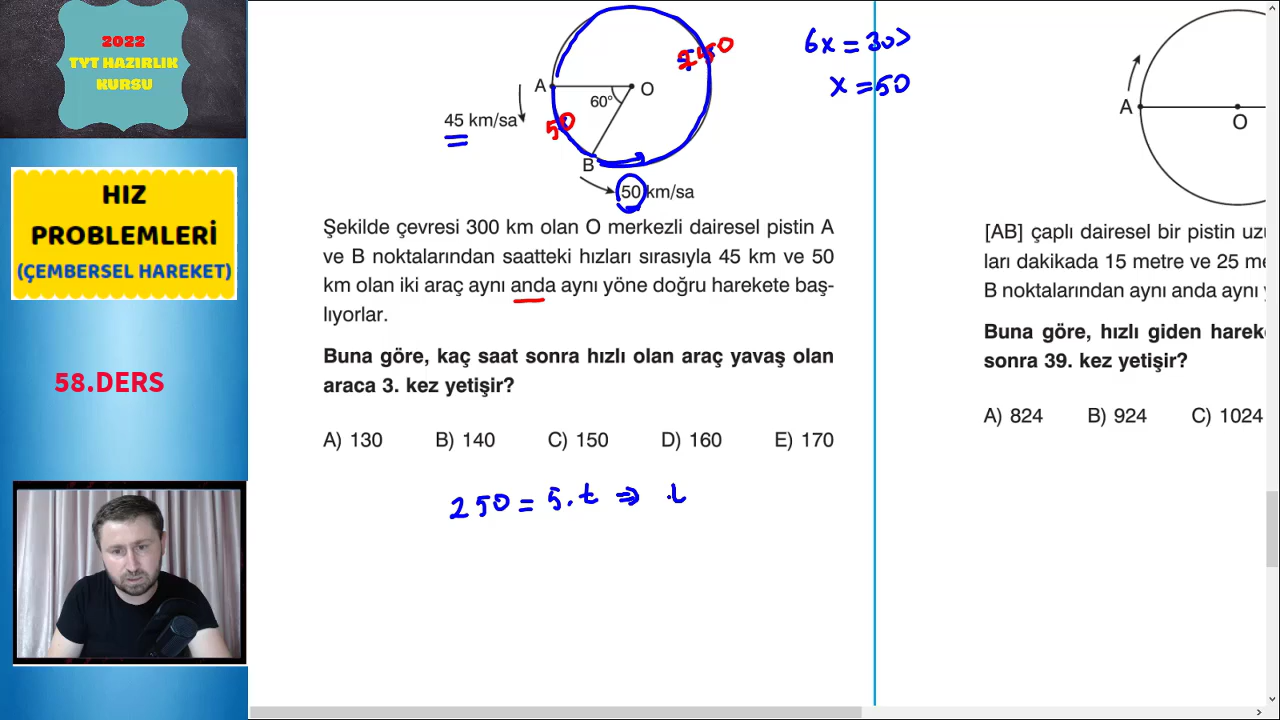 2022
TYT HAZIRLIK
KURSU
HIZ
PROBLEMLERİ
(ÇEMBERSEL HAREKET)
58.DERS
A
O
60°
B
45 km/sa
50 km/sa
50
250
6x = 300
x = 50
Şekilde çevresi 300 km olan O merkezli dairesel pistin A
ve B noktalarından saatteki hızları sırasıyla 45 km ve 50
km olan iki araç aynı anda aynı yöne doğru harekete baş-
lıyorlar.
Buna göre, kaç saat sonra hızlı olan araç yavaş olan
araca 3. kez yetişir?
A) 130 B) 140 C) 150 D) 160 E) 170
250 = 5.t ⇒ t
A
O
[AB] çaplı dairesel bir pistin
ları dakikada 15 metre ve 25
B noktalarından aynı anda aynı
Buna göre, hızlı giden
sonra 39. kez yetişir?
A) 824 B) 924 C) 1024